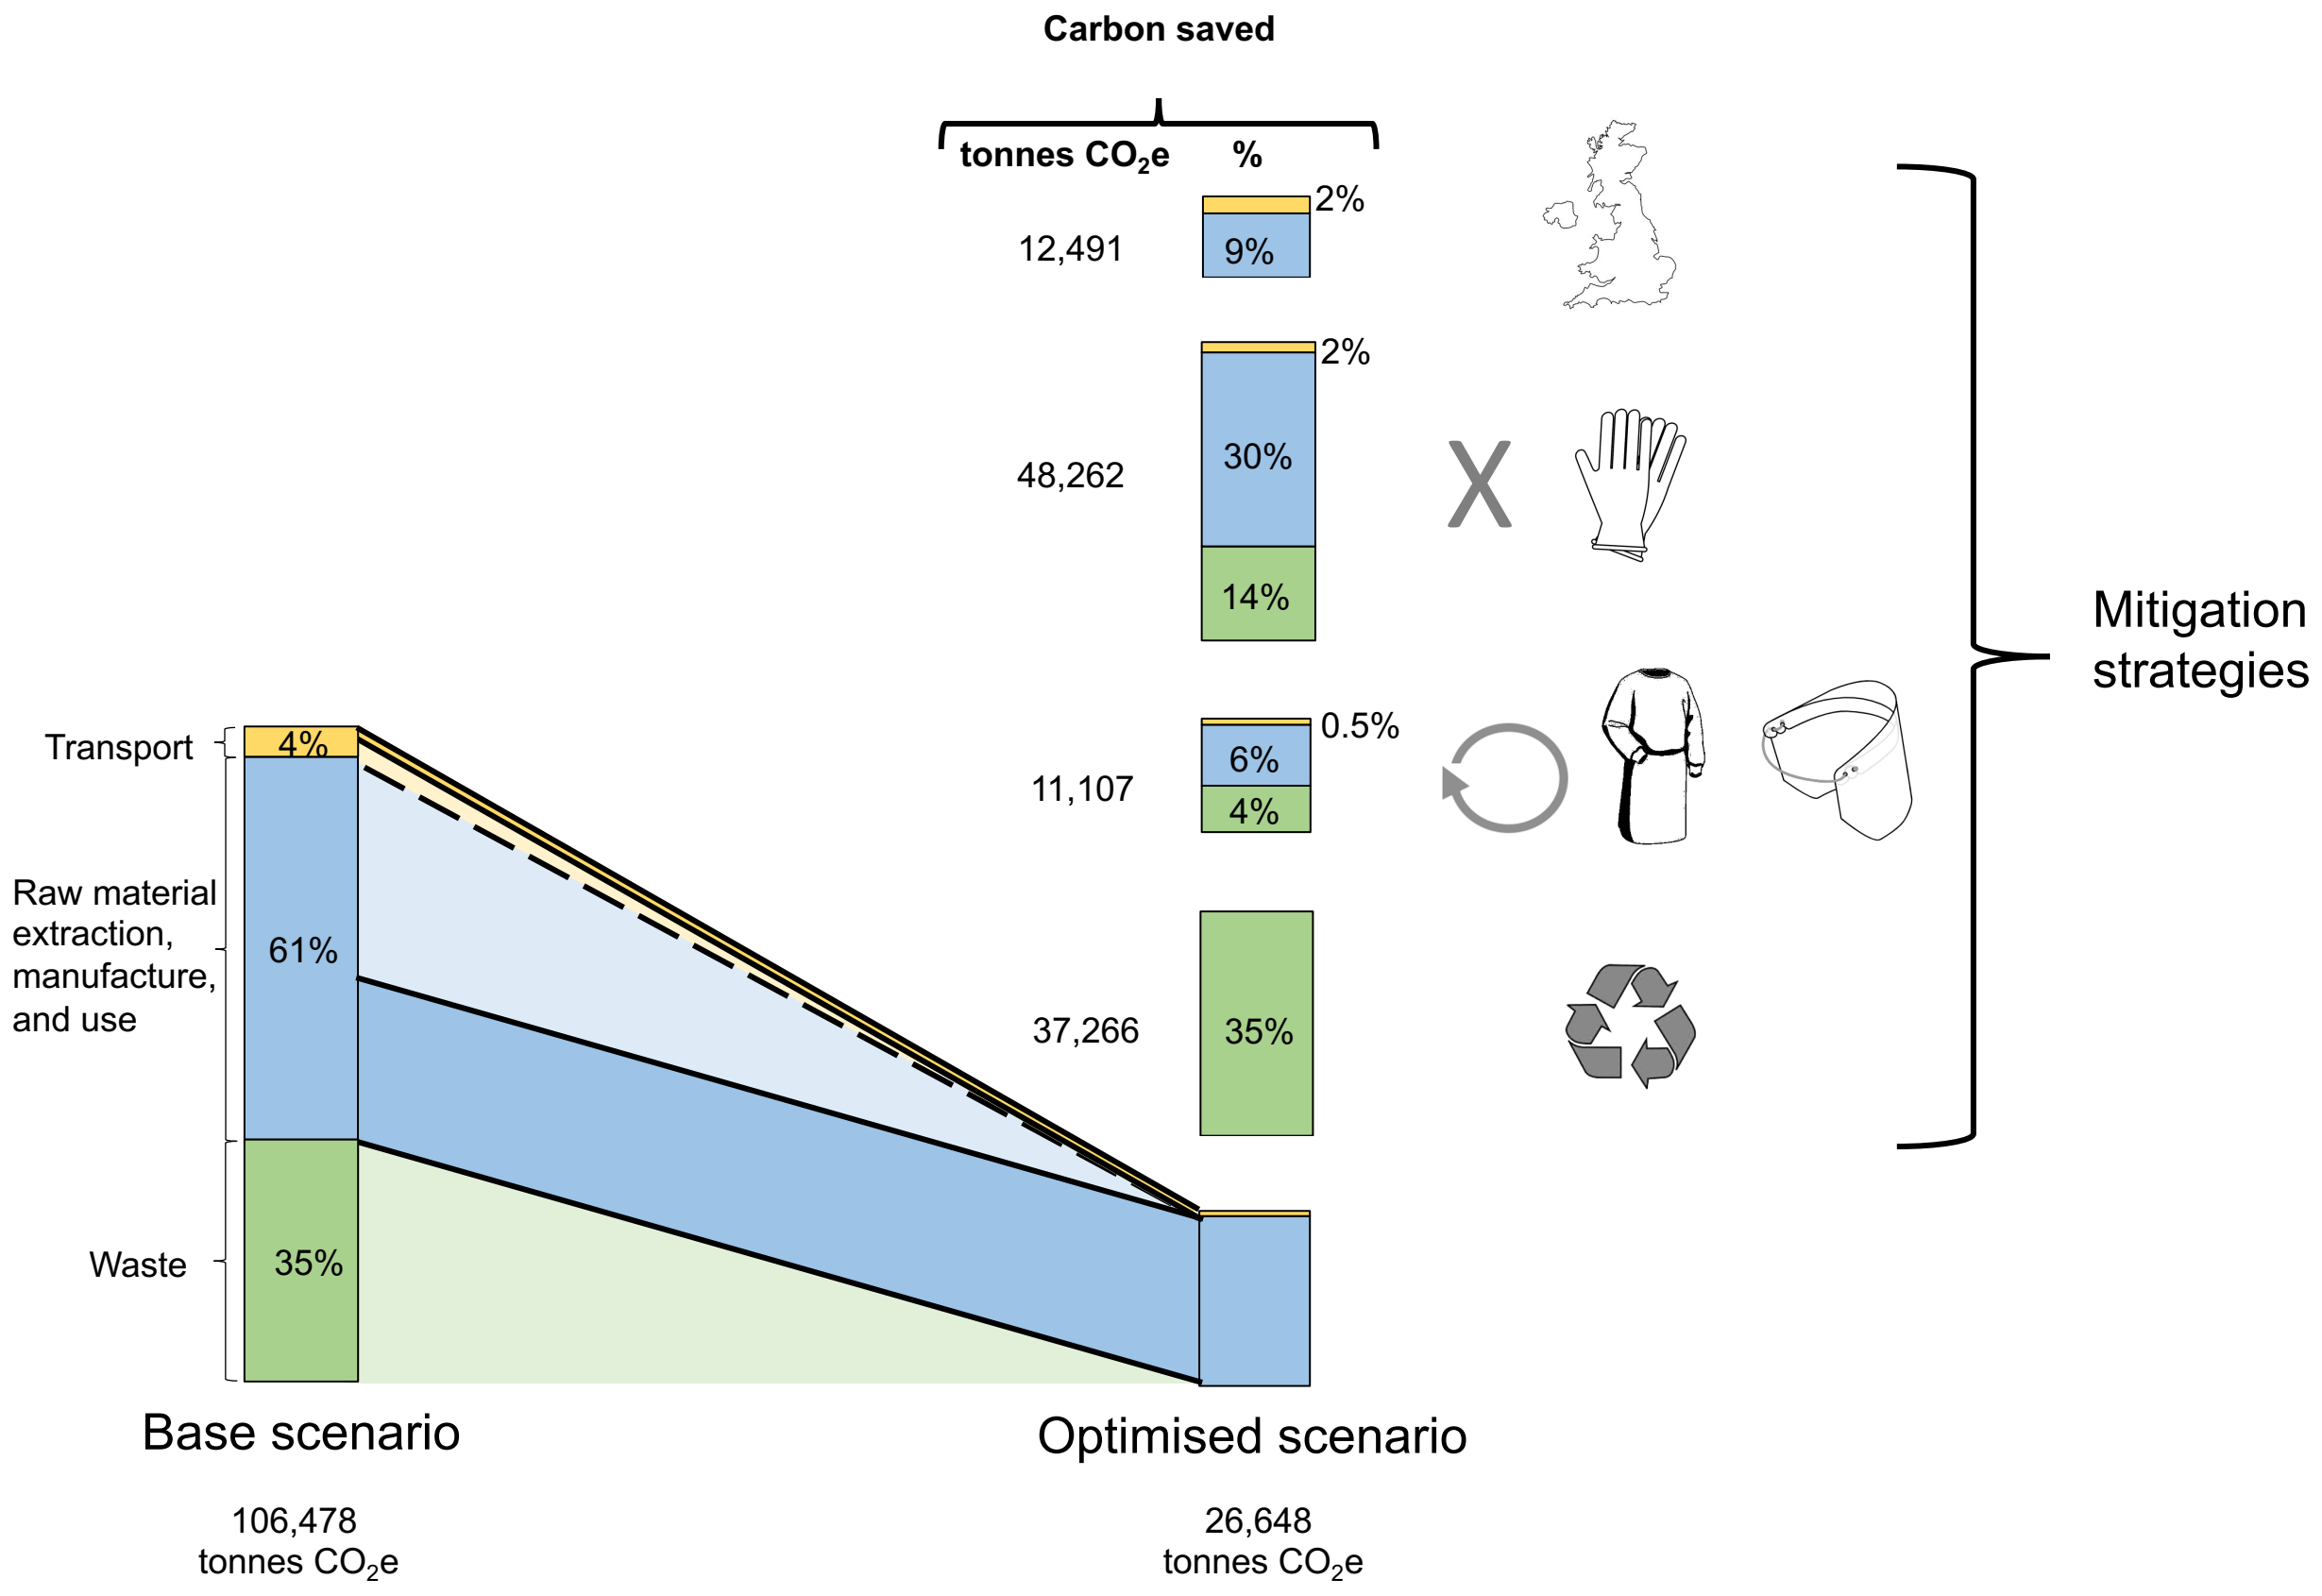 Carbon saved
tonnes CO₂e %
2%
12,491 9%
2%
48,262 30%
X
14%
Mitigation
strategies
0.5%
11,107 6%
4%
Transport 4%
Raw material
extraction,
manufacture,
and use
61%
37,266 35%
Waste 35%
Base scenario
106,478
tonnes CO₂e
Optimised scenario
26,648
tonnes CO₂e